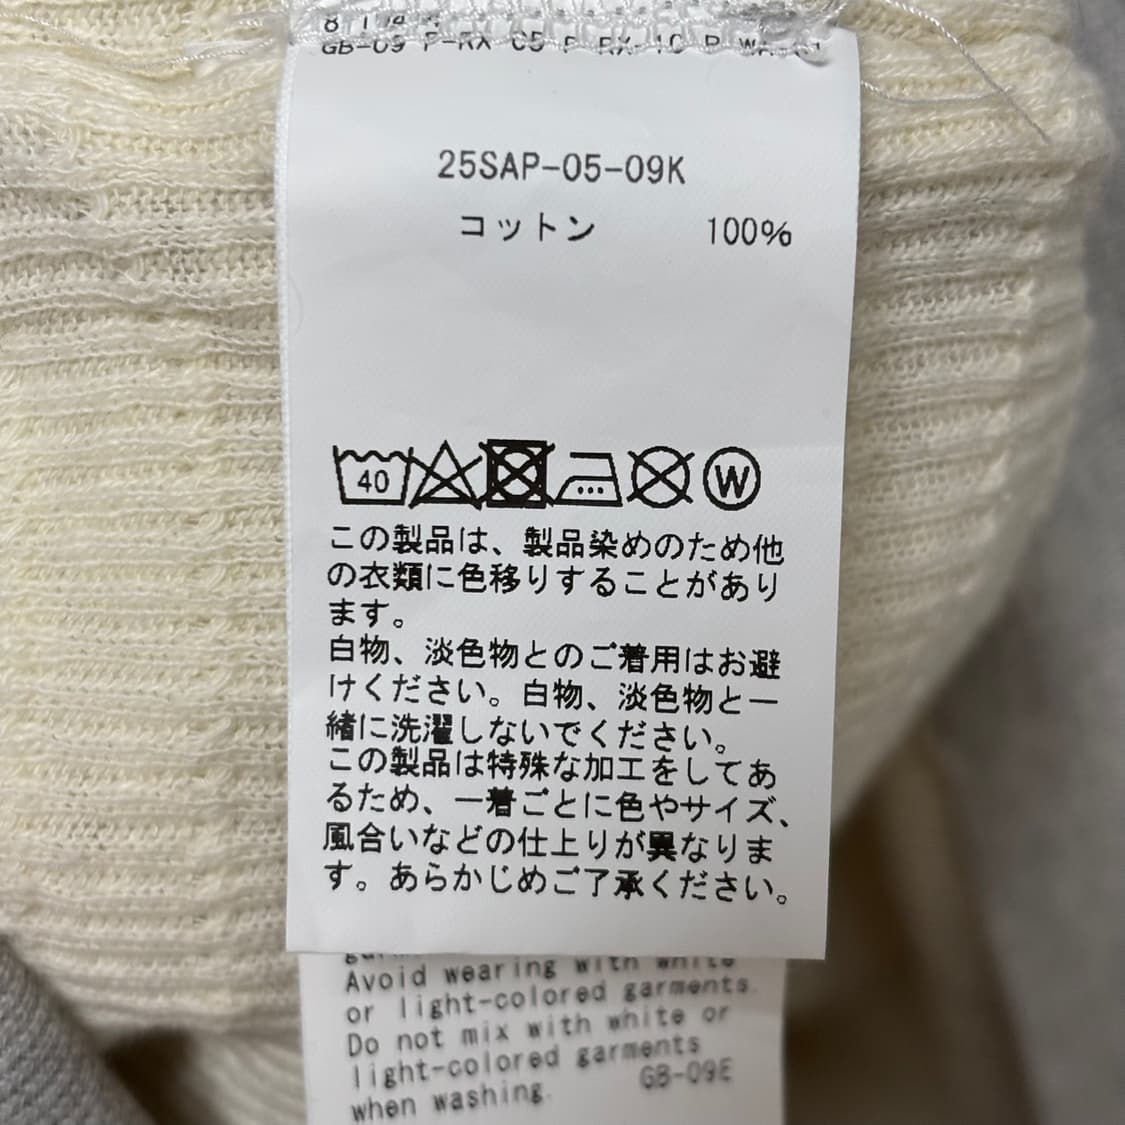 25SAP-05-09K
コットン 100%
40
W
この製品は、製品染めのため他
の衣類に色移りすることがあり
ます。
白物、淡色物とのご着用はお避
けください。白物、淡色物と一
緒に洗濯しないでください。
この製品は特殊な加工をしてあ
るため、一着ごとに色やサイズ、
風合いなどの仕上りが異なりま
す。あらかじめご了承ください。
Avoid wearing with white
or light-colored garments.
Do not mix with white or
light-colored garments
when washing. GB-09E